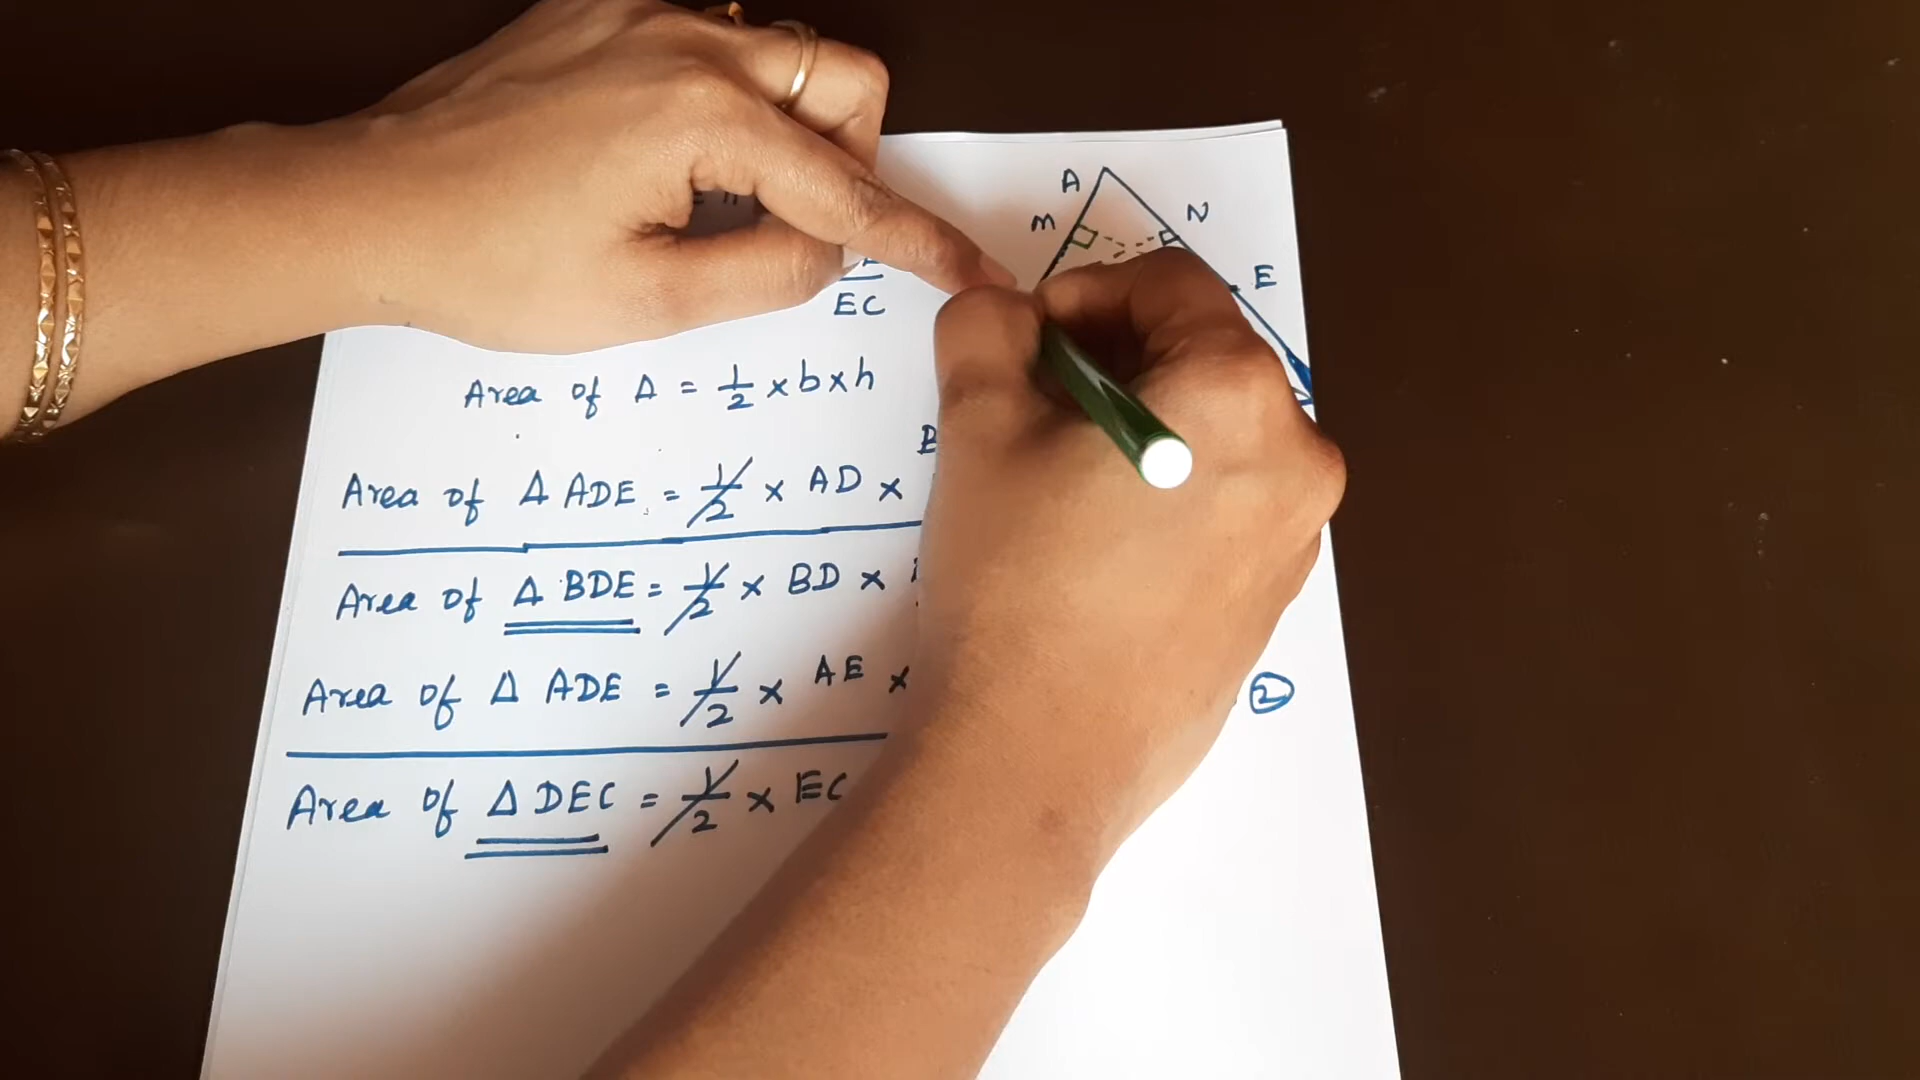 A
M
N
E
EC
Area of Δ = 1/2 × b × h
Area of Δ ADE = 1/2 × AD ×
Area of Δ BDE = 1/2 × BD ×
Area of Δ ADE = 1/2 × AE ×
②
Area of Δ DEC = 1/2 × EC